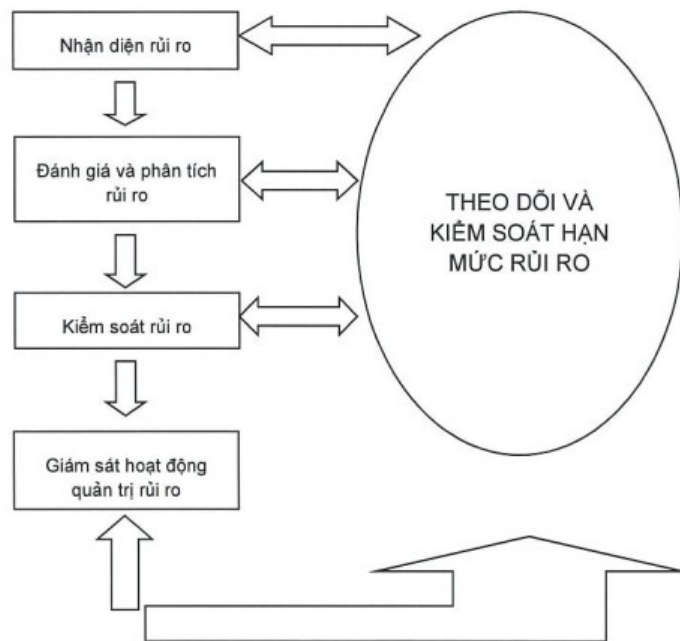 Nhận diện rủi ro
Đánh giá và phân tích
rủi ro
Kiểm soát rủi ro
Giám sát hoạt động
quản trị rủi ro
THEO DÕI VÀ
KIỂM SOÁT HẠN
MỨC RỦI RO